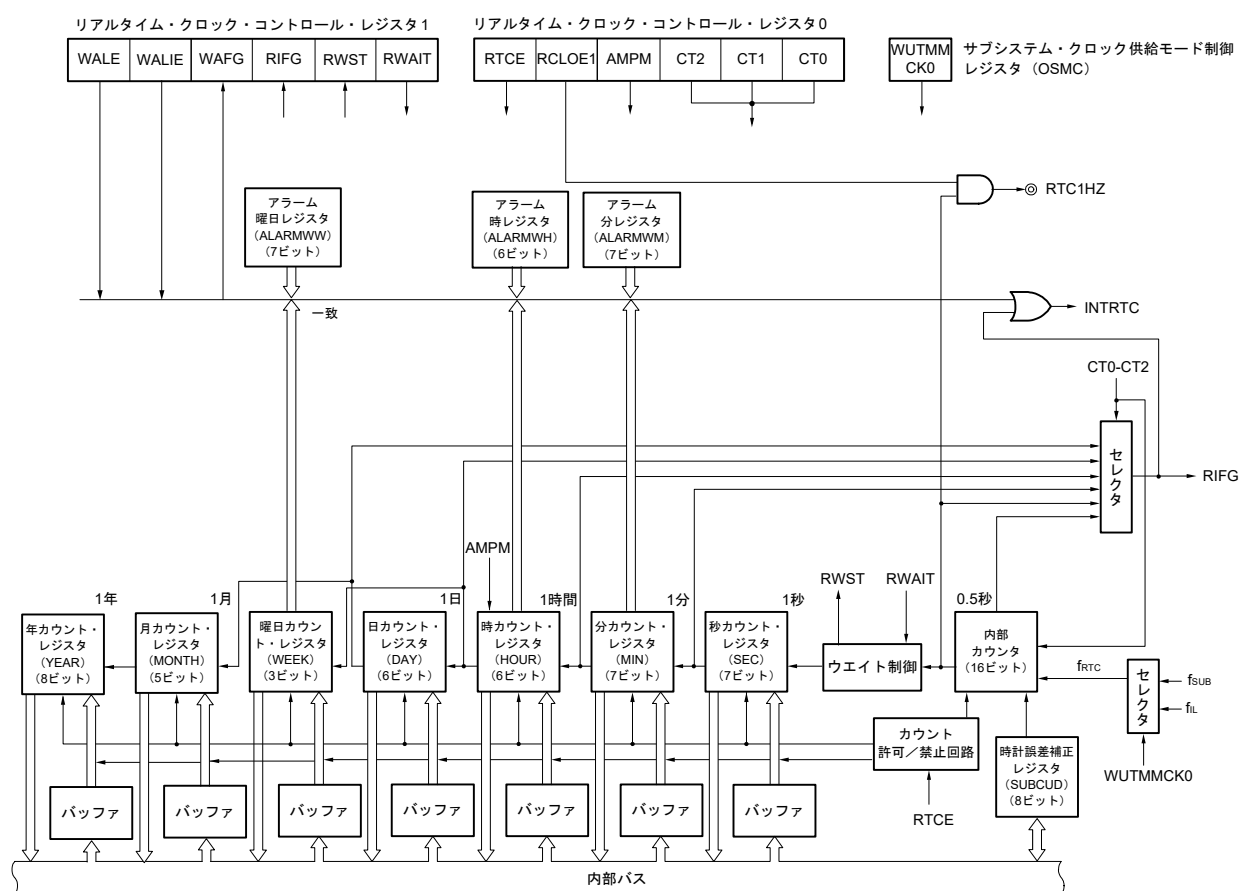 リアルタイム・クロック・コントロール・レジスタ1
WALE WALIE WAFG RIFG RWST RWAIT
リアルタイム・クロック・コントロール・レジスタ0
RTCE RCLOE1 AMPM CT2 CT1 CT0
WUTMM
CK0
サブシステム・クロック供給モード制御
レジスタ（OSMC）
RTC1HZ
アラーム
曜日レジスタ
（ALARMWW）
（7ビット）
アラーム
時レジスタ
（ALARMWH）
（6ビット）
アラーム
分レジスタ
（ALARMWM）
（7ビット）
一致
INTRTC
CT0-CT2
セレクタ
RIFG
AMPM
RWST
RWAIT
1年
1月
1日
1時間
1分
1秒
0.5秒
年カウント・
レジスタ
（YEAR）
（8ビット）
月カウント・
レジスタ
（MONTH）
（5ビット）
曜日カウン
ト・レジスタ
（WEEK）
（3ビット）
日カウント・
レジスタ
（DAY）
（6ビット）
時カウント・
レジスタ
（HOUR）
（6ビット）
分カウント・
レジスタ
（MIN）
（7ビット）
秒カウント・
レジスタ
（SEC）
（7ビット）
ウエイト制御
内部
カウンタ
（16ビット）
fRTC
セレクタ
fSUB
fIL
WUTMMCK0
カウント
許可／禁止回路
RTCE
時計誤差補正
レジスタ
（SUBCUD）
（8ビット）
バッファ
バッファ
バッファ
バッファ
バッファ
バッファ
バッファ
内部バス